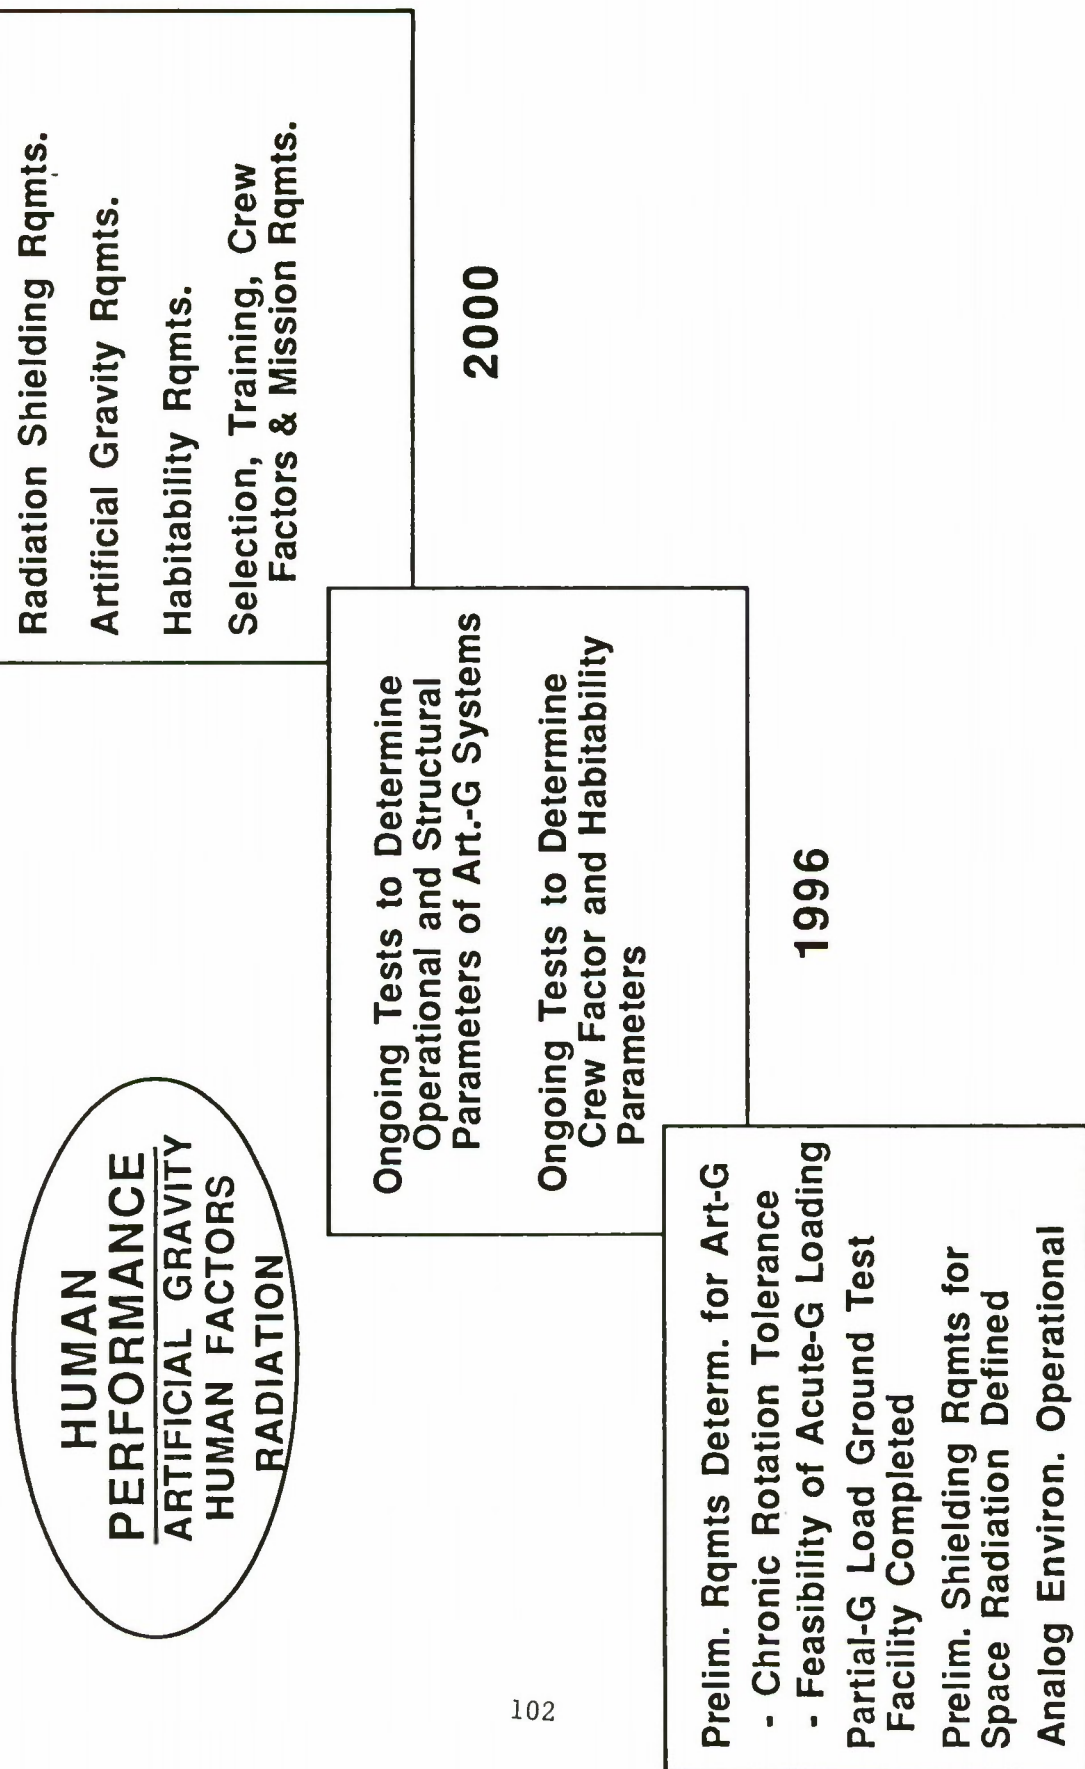 HUMAN
PERFORMANCE
ARTIFICIAL GRAVITY
HUMAN FACTORS
RADIATION
Radiation Shielding Rqmts.
Artificial Gravity Rqmts.
Habitability Rqmts.
Selection, Training, Crew
Factors & Mission Rqmts.
2000
Ongoing Tests to Determine
Operational and Structural
Parameters of Art.-G Systems
Ongoing Tests to Determine
Crew Factor and Habitability
Parameters
1996
Prelim. Rqmts Determ. for Art-G
- Chronic Rotation Tolerance
- Feasibility of Acute-G Loading
Partial-G Load Ground Test
Facility Completed
Prelim. Shielding Rqmts for
Space Radiation Defined
Analog Environ. Operational
102